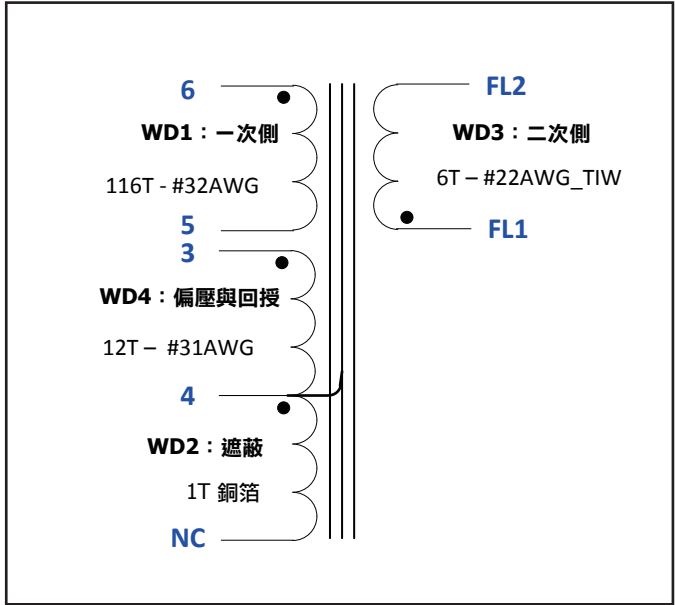 6
WD1：一次側
116T - #32AWG
5
3
WD4：偏壓與回授
12T – #31AWG
4
WD2：遮蔽
1T 銅箔
NC
FL2
WD3：二次側
6T – #22AWG_TIW
FL1